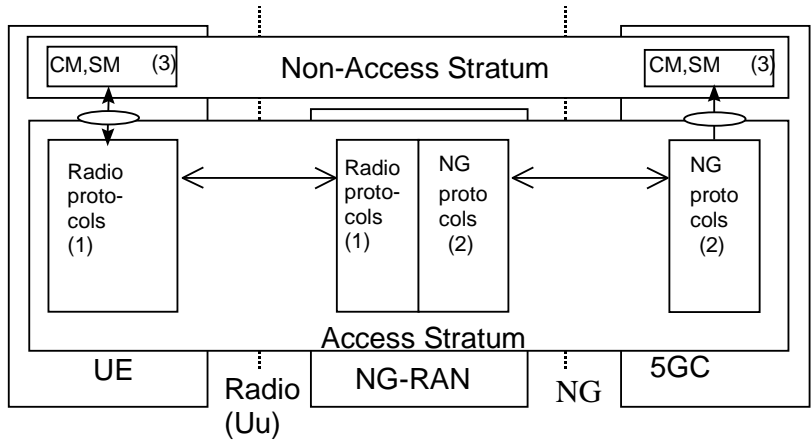 CM,SM (3)
Non-Access Stratum
CM,SM (3)
Radio
proto-
cols
(1)
Radio
proto-
cols
(1)
NG
proto
cols
(2)
NG
proto
cols
(2)
Access Stratum
UE
Radio
(Uu)
NG-RAN
NG
5GC